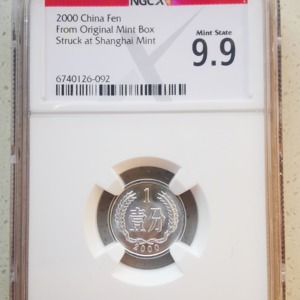 NGCX
2000 China Fen
From Original Mint Box
Struck at Shanghai Mint
6740126-092
Mint State
9.9
1
壹分
2000